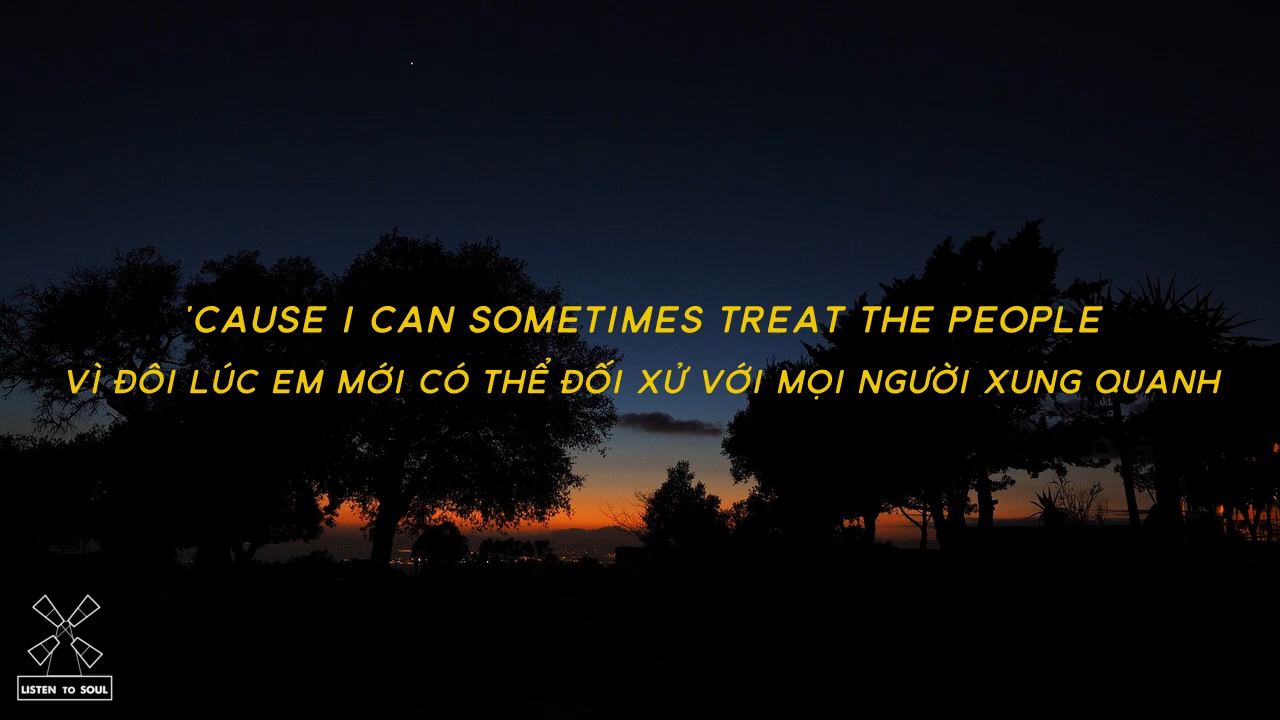 'CAUSE I CAN SOMETIMES TREAT THE PEOPLE
VÌ ĐÔI LÚC EM MỚI CÓ THỂ ĐỐI XỬ VỚI MỌI NGƯỜI XUNG QUANH
LISTEN TO SOUL